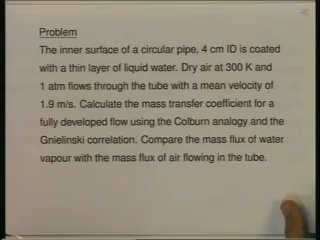 Problem
The inner surface of a circular pipe, 4 cm ID is coated
with a thin layer of liquid water. Dry air at 300 K and
1 atm flows through the tube with a mean velocity of
1.9 m/s. Calculate the mass transfer coefficient for a
fully developed flow using the Colburn analogy and the
Gnielinski correlation. Compare the mass flux of water
vapour with the mass flux of air flowing in the tube.